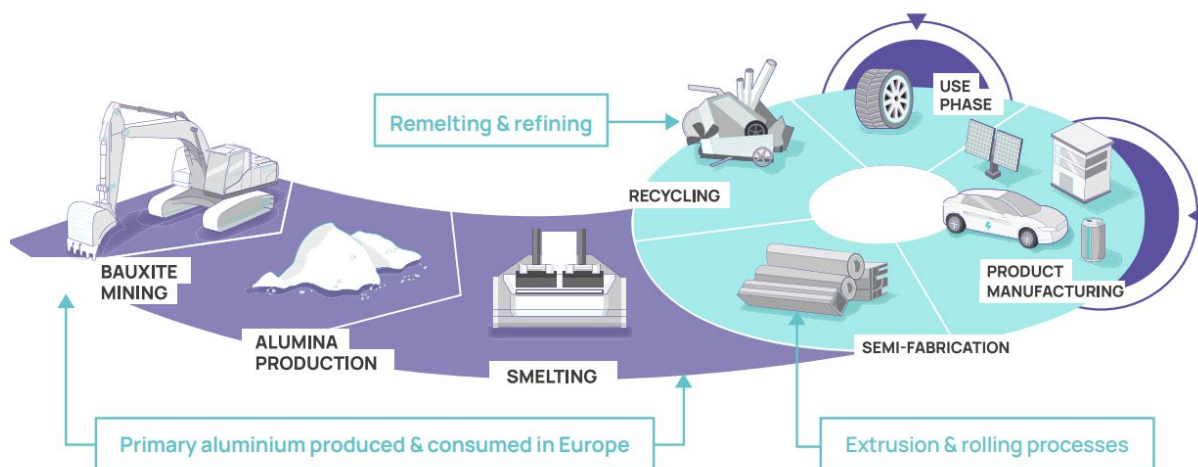 Remelting & refining
USE
PHASE
RECYCLING
BAUXITE
MINING
PRODUCT
MANUFACTURING
ALUMINA
PRODUCTION
SMELTING
SEMI-FABRICATION
Primary aluminium produced & consumed in Europe
Extrusion & rolling processes